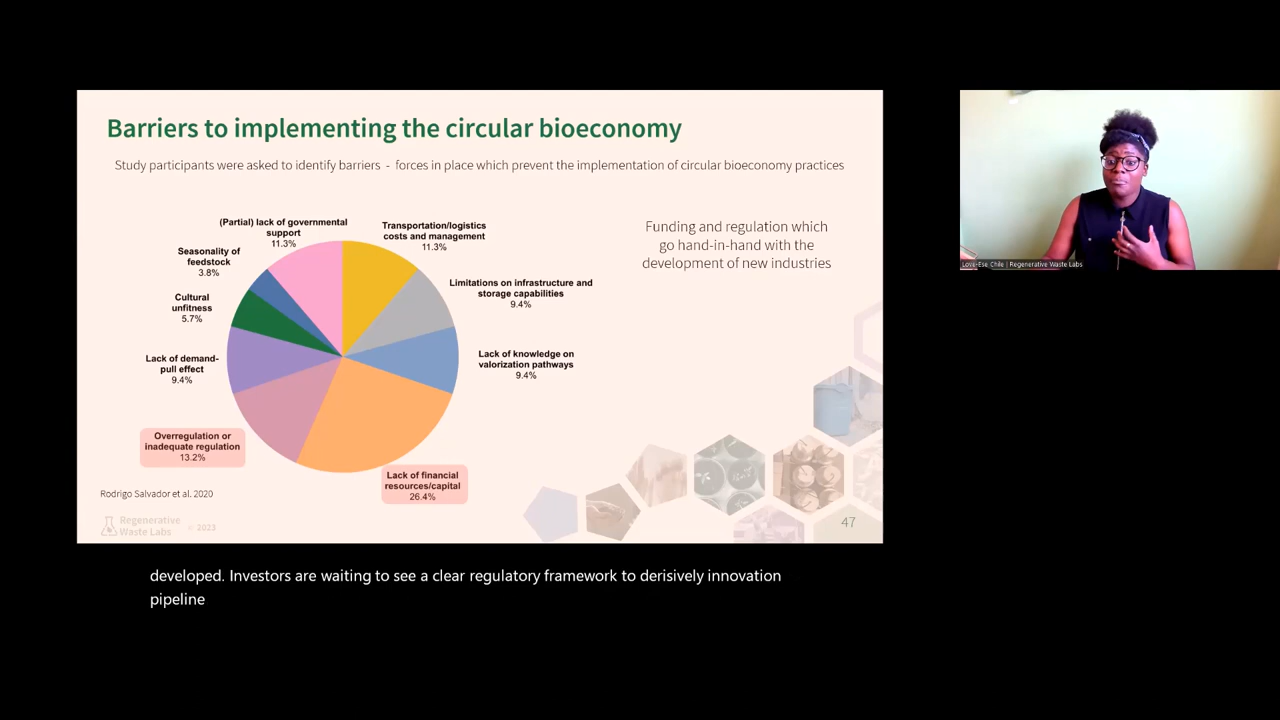 Barriers to implementing the circular bioeconomy
Study participants were asked to identify barriers - forces in place which prevent the implementation of circular bioeconomy practices
(Partial) lack of governmental
support
11.3%
Transportation/logistics
costs and management
11.3%
Seasonality of
feedstock
3.8%
Limitations on infrastructure and
storage capabilities
9.4%
Cultural
unfitness
5.7%
Lack of knowledge on
valorization pathways
9.4%
Lack of demand-
pull effect
9.4%
Overregulation or
inadequate regulation
13.2%
Lack of financial
resources/capital
26.4%
Funding and regulation which
go hand-in-hand with the
development of new industries
Rodrigo Salvador et al. 2020
Regenerative
Waste Labs
© 2023
47
Love-Ese Chile | Regenerative Waste Labs
developed. Investors are waiting to see a clear regulatory framework to derisively innovation
pipeline